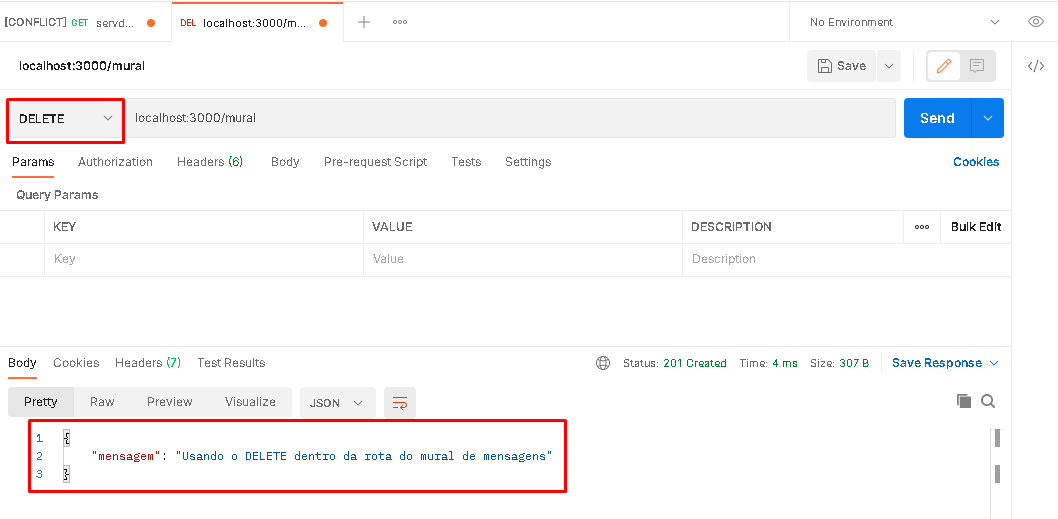 [CONFLICT] GET servd... DEL localhost:3000/m... No Environment
localhost:3000/mural Save
DELETE localhost:3000/mural Send
Params Authorization Headers (6) Body Pre-request Script Tests Settings Cookies
Query Params
KEY VALUE DESCRIPTION Bulk Edit
Key Value Description
Body Cookies Headers (7) Test Results Status: 201 Created Time: 4 ms Size: 307 B Save Response
Pretty Raw Preview Visualize JSON
1 {
2 "mensagem": "Usando o DELETE dentro da rota do mural de mensagens"
3 }